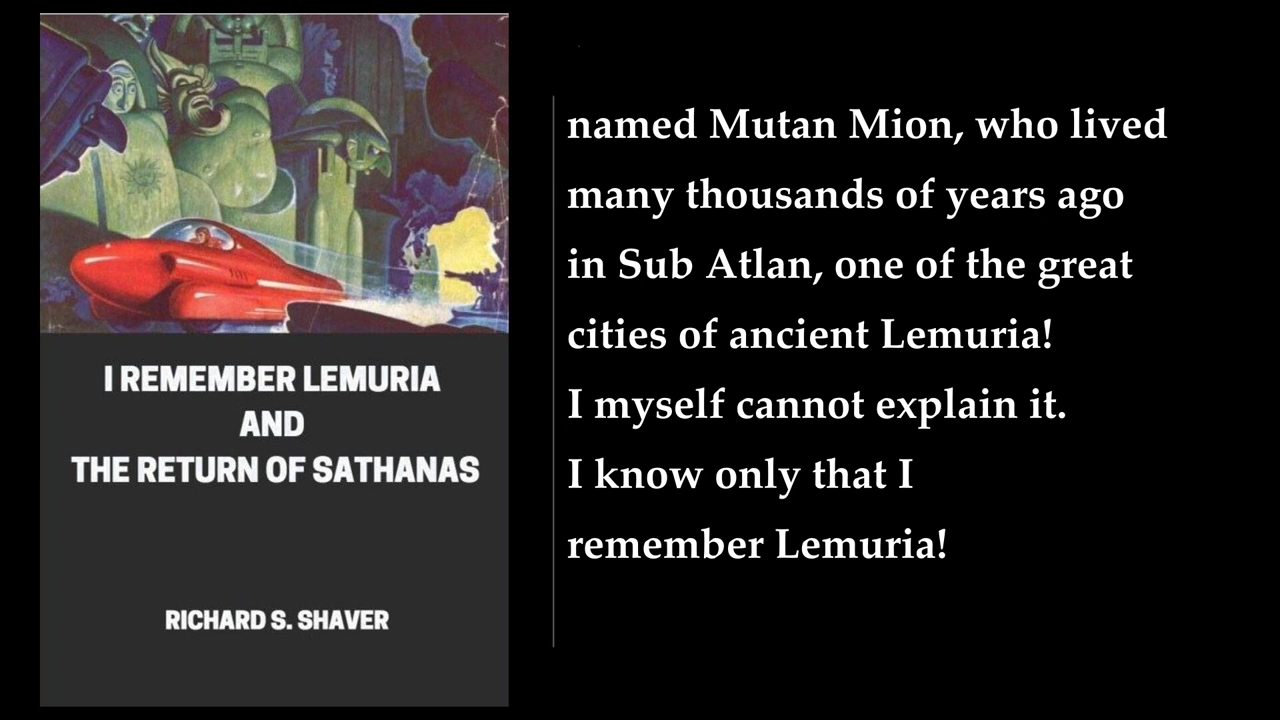 I REMEMBER LEMURIA
AND
THE RETURN OF SATHANAS
RICHARD S. SHAVER
named Mutan Mion, who lived
many thousands of years ago
in Sub Atlan, one of the great
cities of ancient Lemuria!
I myself cannot explain it.
I know only that I
remember Lemuria!